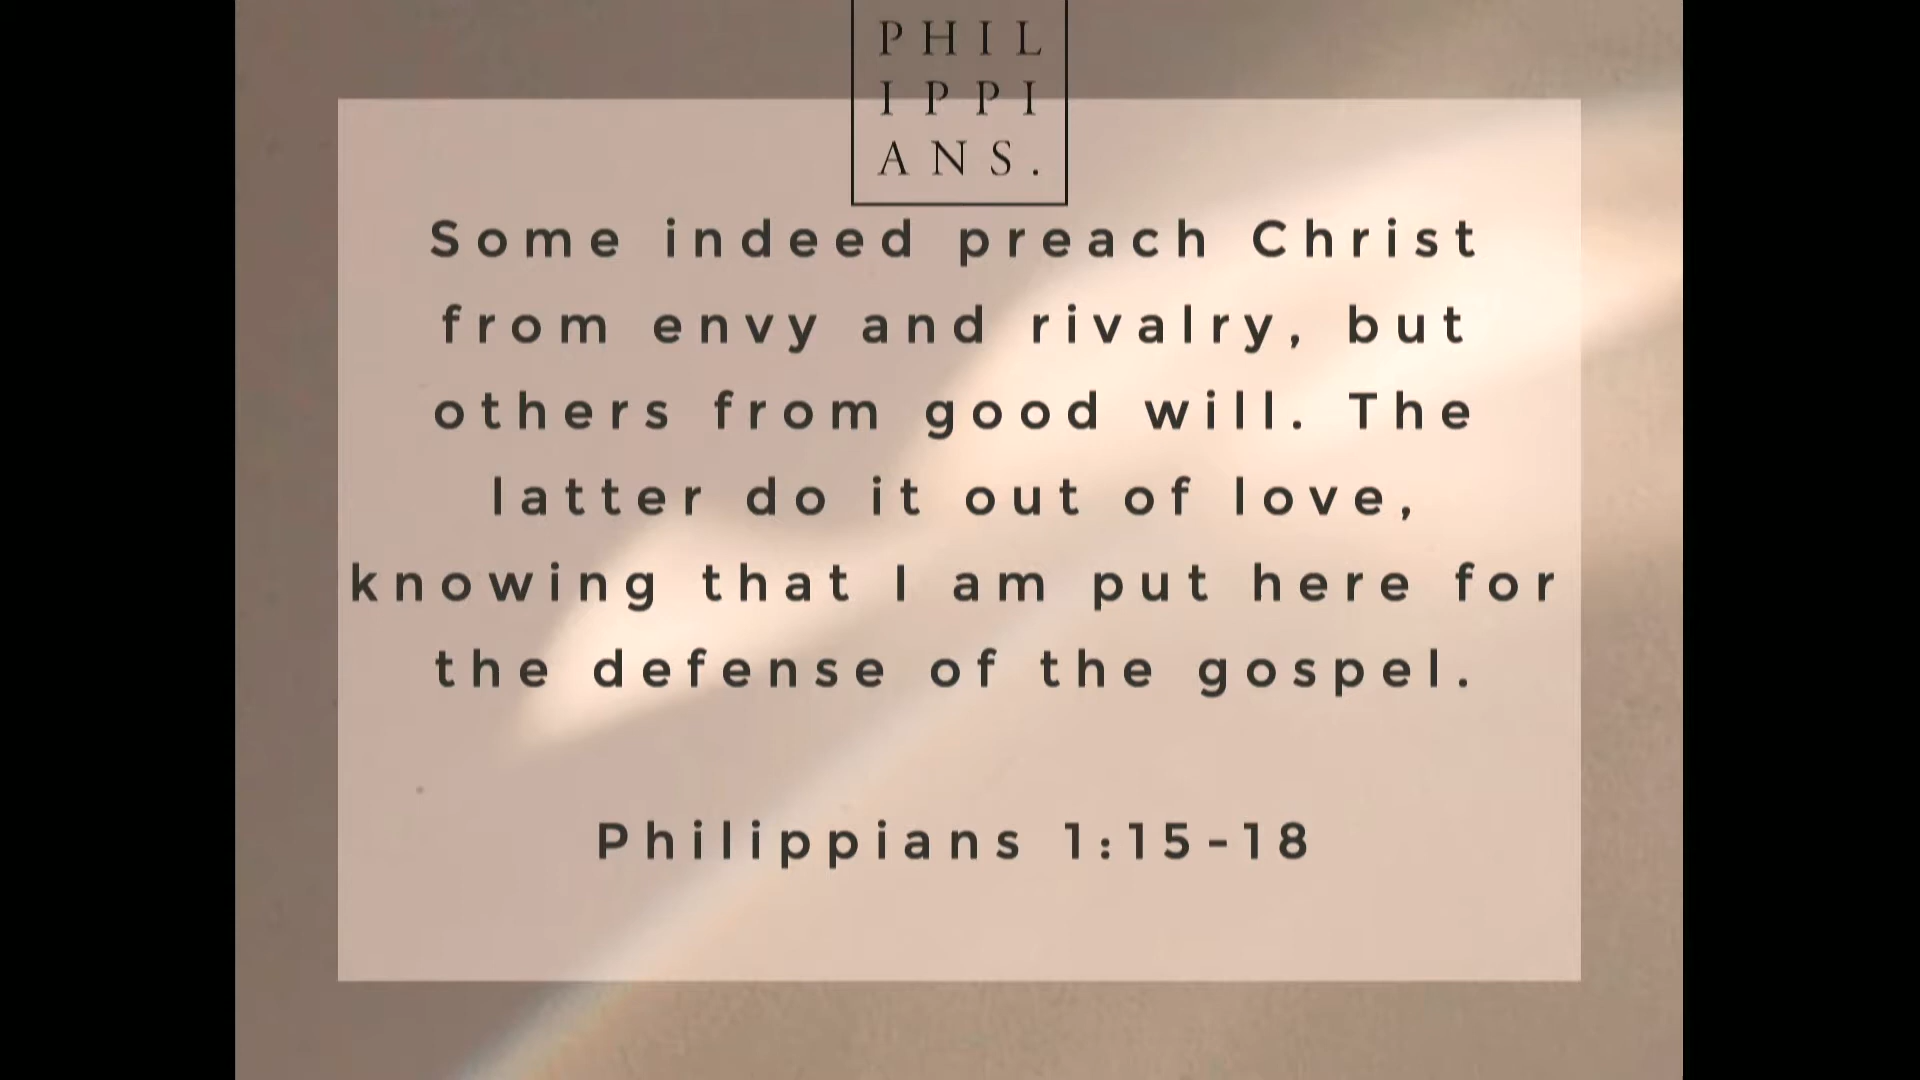 PHIL
IPPI
ANS.
Some indeed preach Christ
from envy and rivalry, but
others from good will. The
latter do it out of love,
knowing that I am put here for
the defense of the gospel.
Philippians 1:15-18